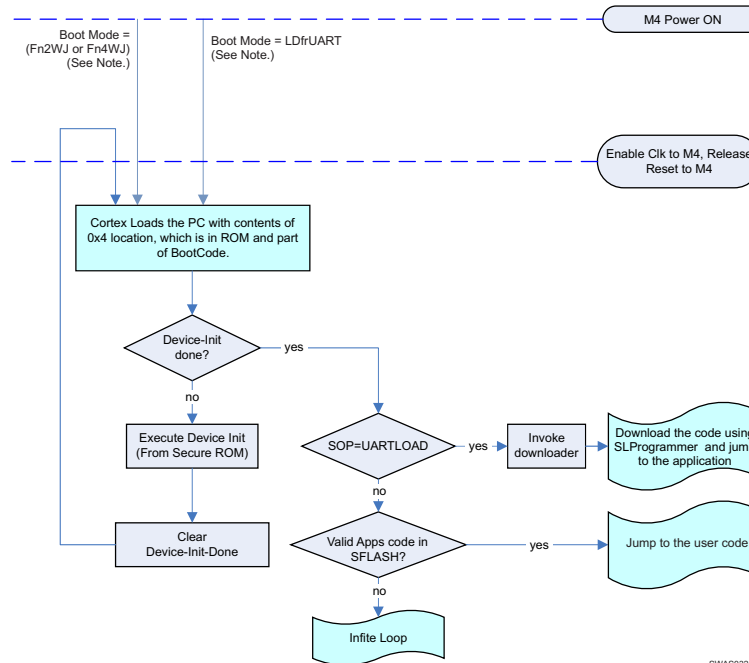 M4 Power ON
Boot Mode =
(Fn2WJ or Fn4WJ)
(See Note.)
Boot Mode = LDfrUART
(See Note.)
Enable Clk to M4, Release
Reset to M4
Cortex Loads the PC with contents of
0x4 location, which is in ROM and part
of BootCode.
Device-Init
done?
yes
no
Execute Device Init
(From Secure ROM)
SOP=UARTLOAD
yes
Invoke
downloader
Download the code using
SLProgrammer and jump
to the application
no
Clear
Device-Init-Done
Valid Apps code in
SFLASH?
yes
Jump to the user code
no
Infite Loop